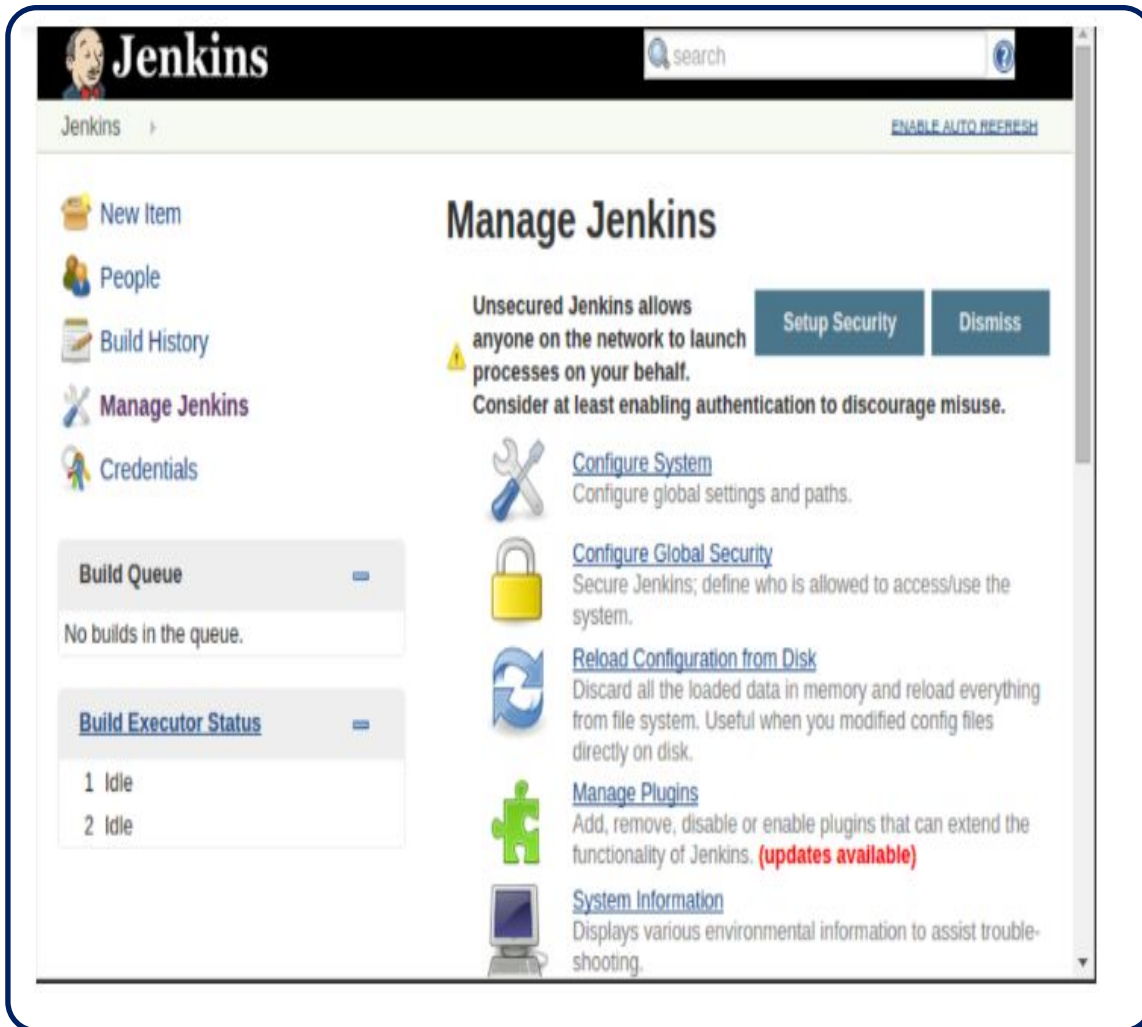 Jenkins
search
Jenkins
ENABLE AUTO REFRESH
New Item
People
Build History
Manage Jenkins
Credentials
Build Queue
No builds in the queue.
Build Executor Status
1 Idle
2 Idle
Manage Jenkins
Unsecured Jenkins allows
anyone on the network to launch
processes on your behalf.
Consider at least enabling authentication to discourage misuse.
Setup Security
Dismiss
Configure System
Configure global settings and paths.
Configure Global Security
Secure Jenkins; define who is allowed to access/use the
system.
Reload Configuration from Disk
Discard all the loaded data in memory and reload everything
from file system. Useful when you modified config files
directly on disk.
Manage Plugins
Add, remove, disable or enable plugins that can extend the
functionality of Jenkins. (updates available)
System Information
Displays various environmental information to assist trouble-
shooting.